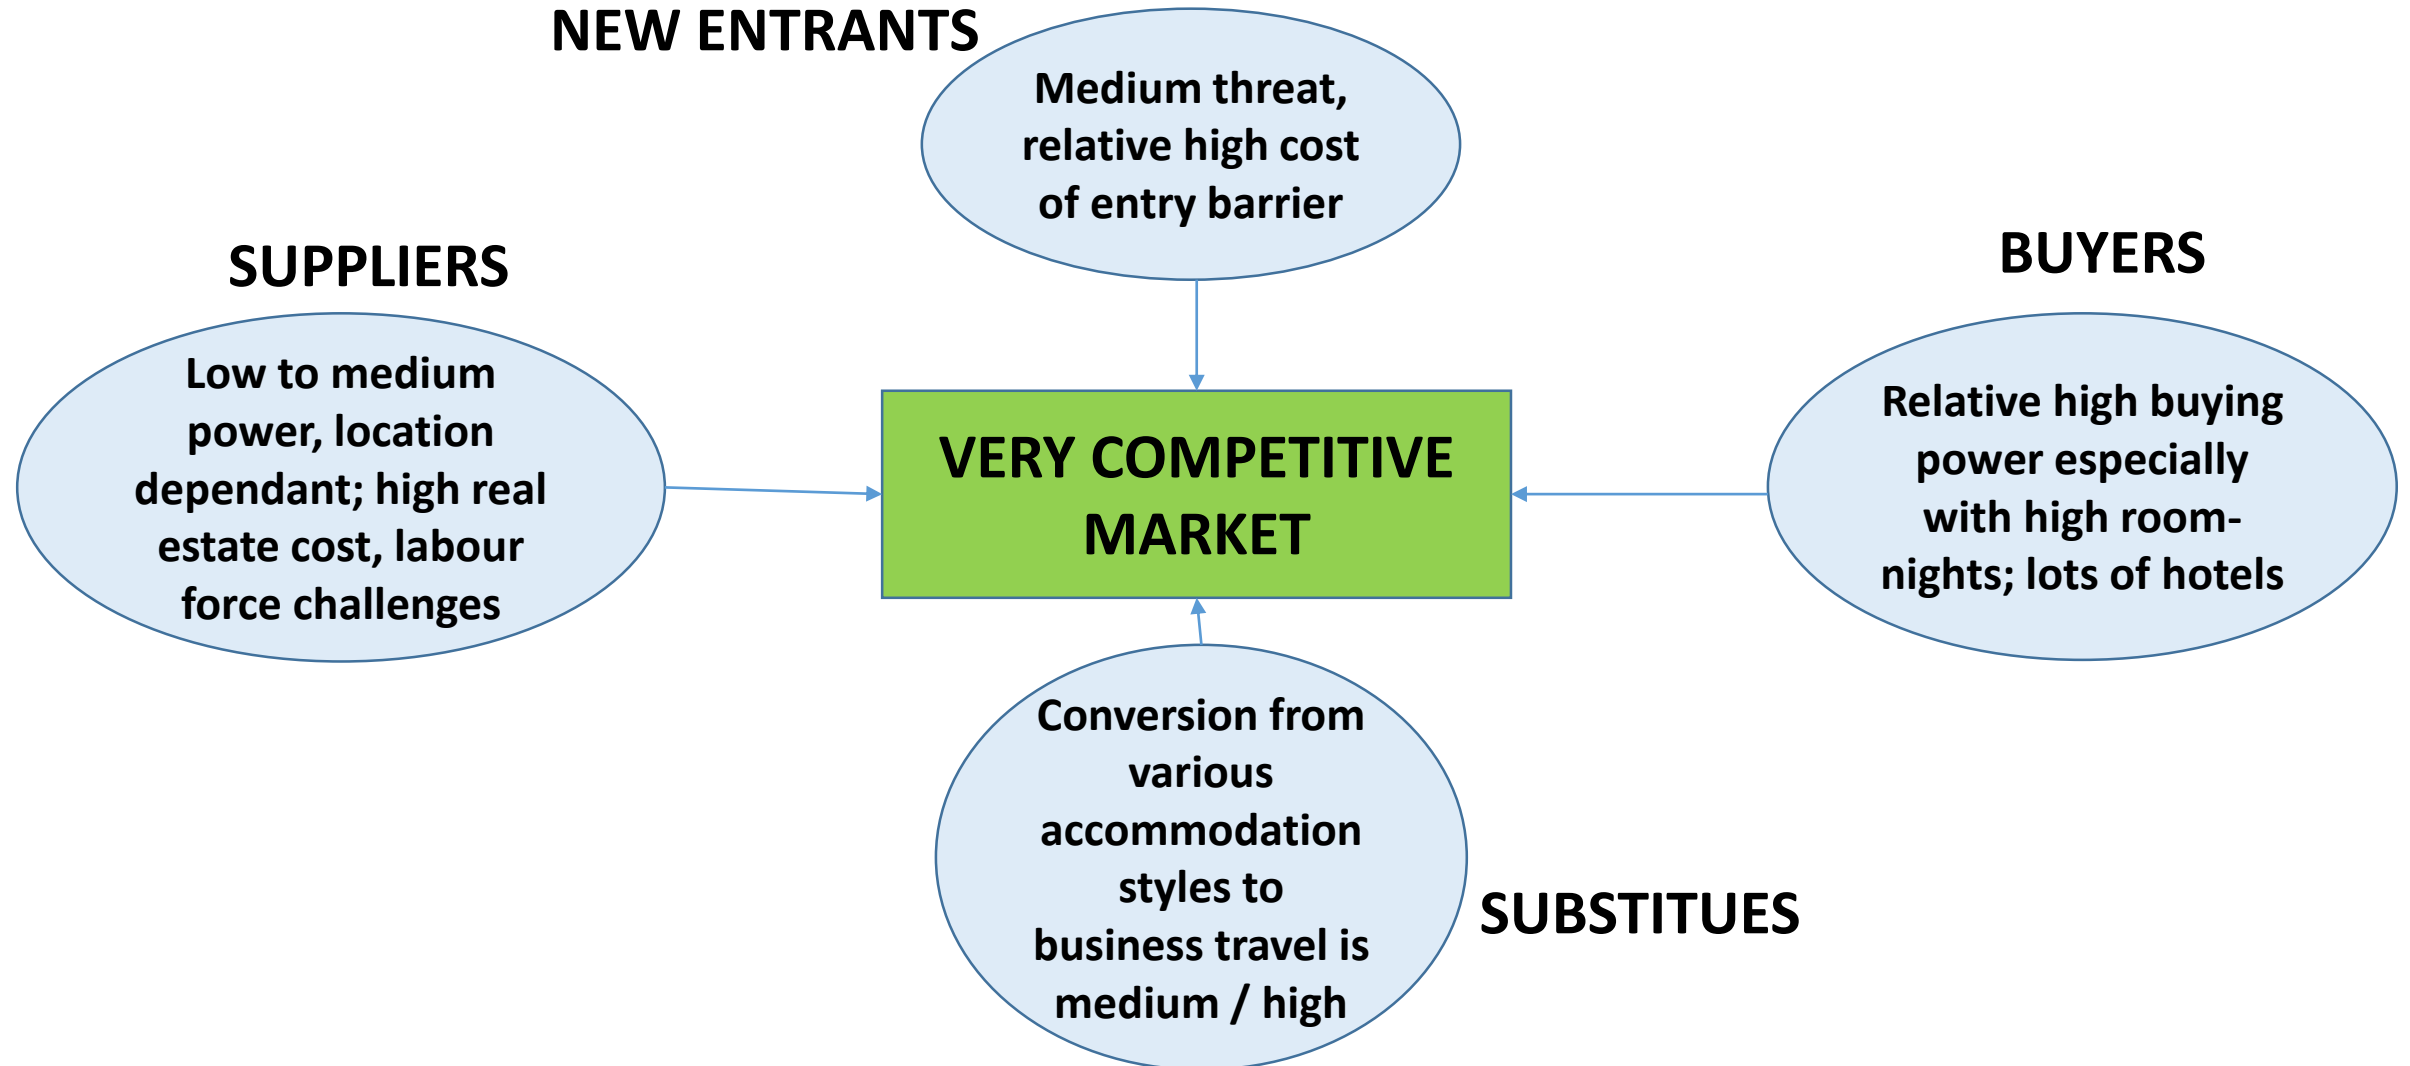 NEW ENTRANTS
Medium threat,
relative high cost
of entry barrier
SUPPLIERS
Low to medium
power, location
dependant; high real
estate cost, labour
force challenges
VERY COMPETITIVE
MARKET
BUYERS
Relative high buying
power especially
with high room-
nights; lots of hotels
Conversion from
various
accommodation
styles to
business travel is
medium / high
SUBSTITUES